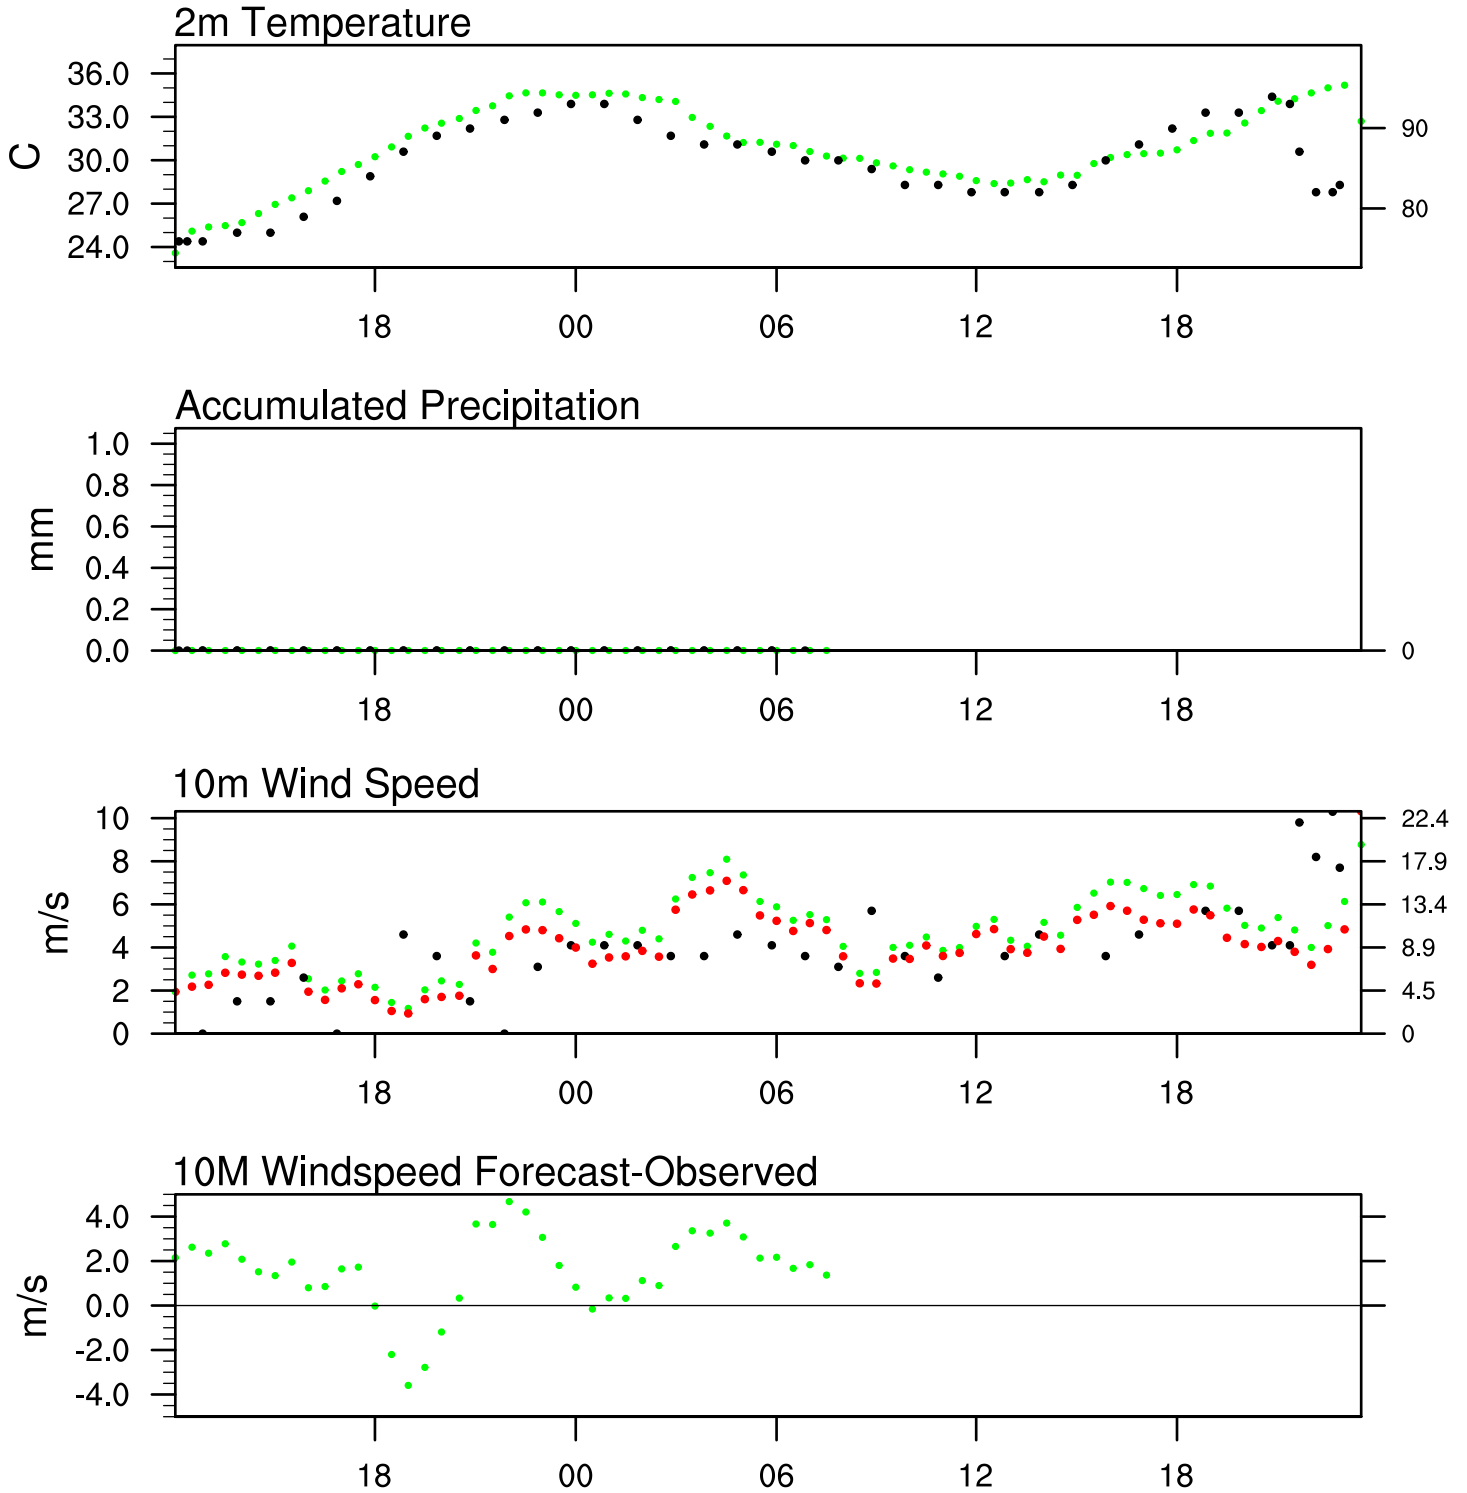 2m Temperature
36.0
33.0
30.0
27.0
24.0
C
90
80
18 00 06 12 18
Accumulated Precipitation
1.0
0.8
0.6
0.4
0.2
0.0
mm
0
18 00 06 12 18
10m Wind Speed
10
8
6
4
2
0
m/s
22.4
17.9
13.4
8.9
4.5
0
18 00 06 12 18
10M Windspeed Forecast-Observed
4.0
2.0
0.0
-2.0
-4.0
m/s
18 00 06 12 18